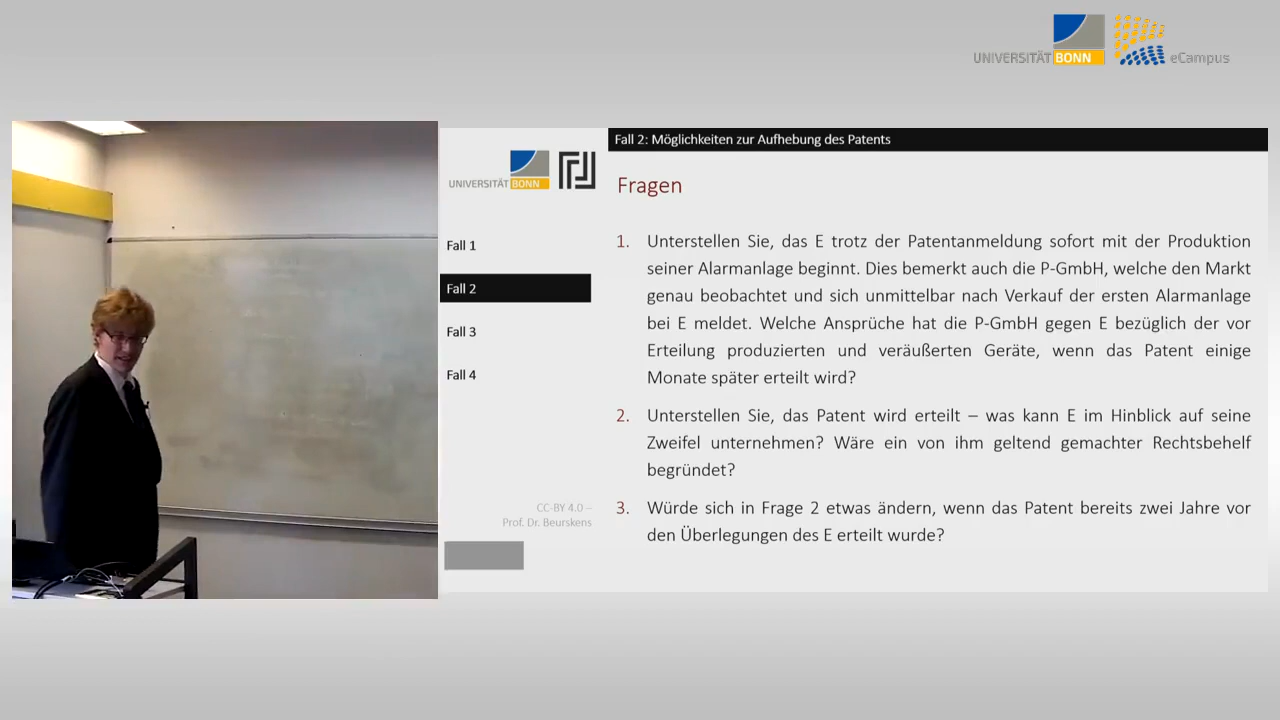 UNIVERSITÄT BONN
eCampus
Fall 2: Möglichkeiten zur Aufhebung des Patents
UNIVERSITÄT BONN
Fragen
Fall 1
Fall 2
Fall 3
Fall 4
1. Unterstellen Sie, das E trotz der Patentanmeldung sofort mit der Produktion
seiner Alarmanlage beginnt. Dies bemerkt auch die P-GmbH, welche den Markt
genau beobachtet und sich unmittelbar nach Verkauf der ersten Alarmanlage
bei E meldet. Welche Ansprüche hat die P-GmbH gegen E bezüglich der vor
Erteilung produzierten und veräußerten Geräte, wenn das Patent einige
Monate später erteilt wird?
2. Unterstellen Sie, das Patent wird erteilt – was kann E im Hinblick auf seine
Zweifel unternehmen? Wäre ein von ihm geltend gemachter Rechtsbehelf
begründet?
3. Würde sich in Frage 2 etwas ändern, wenn das Patent bereits zwei Jahre vor
den Überlegungen des E erteilt wurde?
CC-BY 4.0 –
Prof. Dr. Beurskens